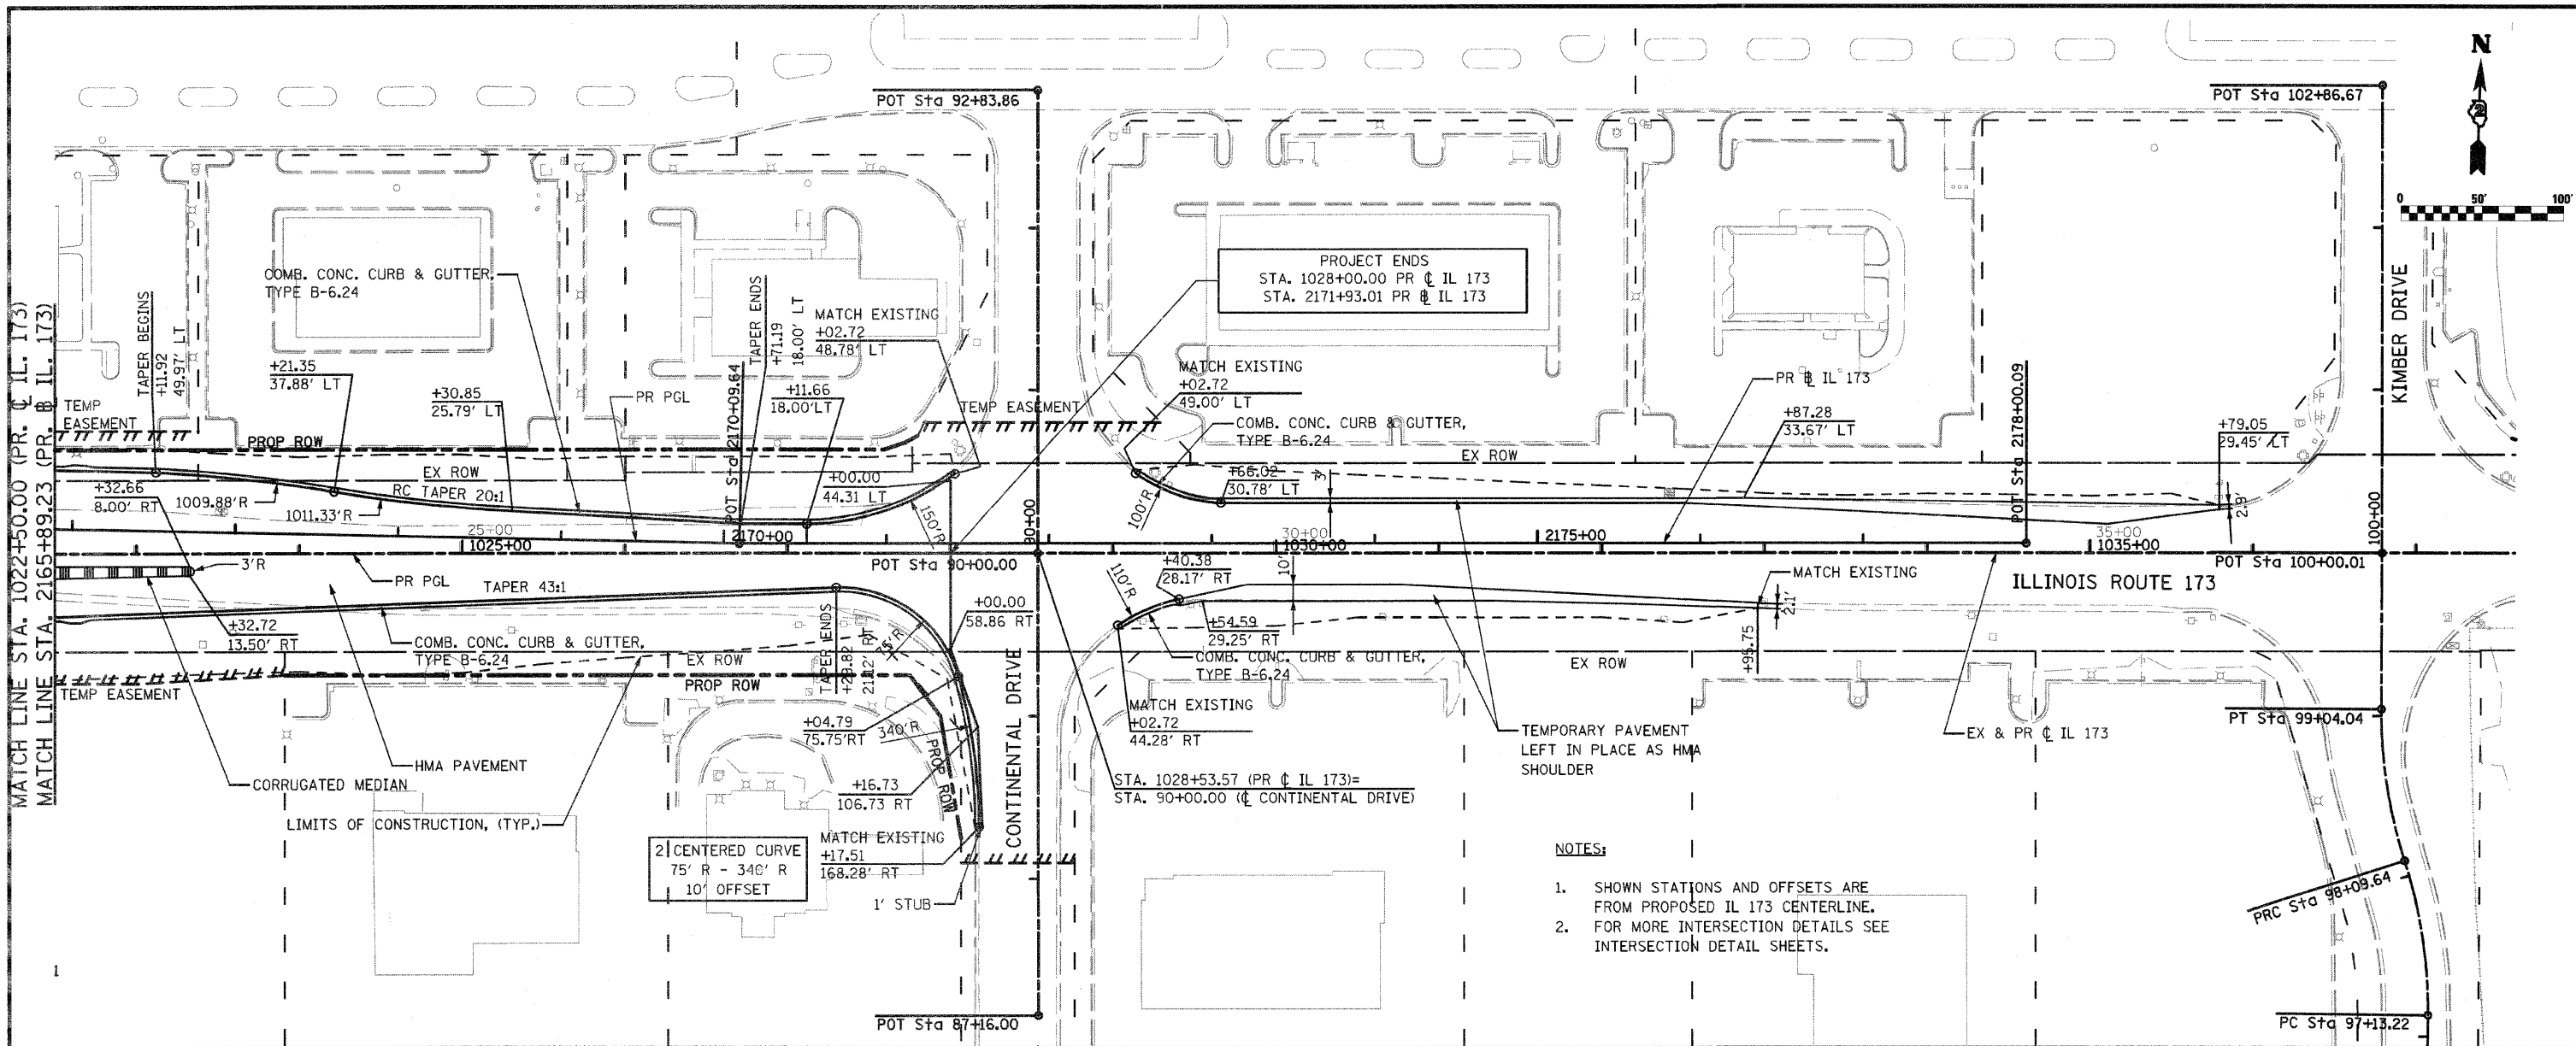 POT Sta 92+83.86
POT Sta 102+86.67
N
2
0 50' 100'
MATCH LINE STA. 1022+50.00 (PR. ℄ IL. 173)
MATCH LINE STA. 2165+89.23 (PR. B IL. 173)
COMB. CONC. CURB & GUTTER,
TYPE B-6.24
TAPER BEGINS
+11.92
49.97' LT
TEMP
EASEMENT
+21.35
37.88' LT
+30.85
25.79' LT
PR PGL
POT Sta 2170+09.64
TAPER ENDS
+71.19
18.00' LT
MATCH EXISTING
+02.72
48.78' LT
+11.66
18.00'LT
PROJECT ENDS
STA. 1028+00.00 PR ℄ IL 173
STA. 2171+93.01 PR B IL 173
MATCH EXISTING
+02.72
49.00' LT
TEMP EASEMENT
COMB. CONC. CURB & GUTTER,
TYPE B-6.24
PR B IL 173
+87.28
33.67' LT
POT Sta 2178+00.09
+79.05
29.45' LT
KIMBER DRIVE
PROP ROW
EX ROW
EX ROW
+32.66
8.00' RT
1009.88'R
RC TAPER 20:1
1011.33'R
+00.00
44.31 LT
150'R
100'R
+66.02
30.78' LT
3'
2.9'
25+00
1025+00
2170+00
90+00
30+00
1030+00
2175+00
35+00
1035+00
100+00
POT Sta 90+00.00
POT Sta 100+00.01
3'R
PR PGL
TAPER 43:1
110'R
+40.38
28.17' RT
10'
MATCH EXISTING
ILLINOIS ROUTE 173
2.1'
+00.00
58.86 RT
+54.59
29.25' RT
+95.75
+32.72
13.50' RT
COMB. CONC. CURB & GUTTER,
TYPE B-6.24
EX ROW
PROP ROW
TAPER ENDS
21.12' RT
75'R
COMB. CONC. CURB & GUTTER,
TYPE B-6.24
EX ROW
TEMP EASEMENT
+04.79
75.75'RT
340'R
PROP ROW
CONTINENTAL DRIVE
MATCH EXISTING
+02.72
44.28' RT
TEMPORARY PAVEMENT
LEFT IN PLACE AS HMA
SHOULDER
EX & PR ℄ IL 173
PT Sta 99+04.04
HMA PAVEMENT
CORRUGATED MEDIAN
+16.73
106.73 RT
STA. 1028+53.57 (PR ℄ IL 173)=
STA. 90+00.00 (℄ CONTINENTAL DRIVE)
LIMITS OF CONSTRUCTION, (TYP.)
2 CENTERED CURVE
75' R - 340' R
10' OFFSET
MATCH EXISTING
+17.51
168.28' RT
1' STUB
NOTES:
1. SHOWN STATIONS AND OFFSETS ARE
FROM PROPOSED IL 173 CENTERLINE.
2. FOR MORE INTERSECTION DETAILS SEE
INTERSECTION DETAIL SHEETS.
PRC Sta 98+09.64
1
POT Sta 87+16.00
PC Sta 97+13.22